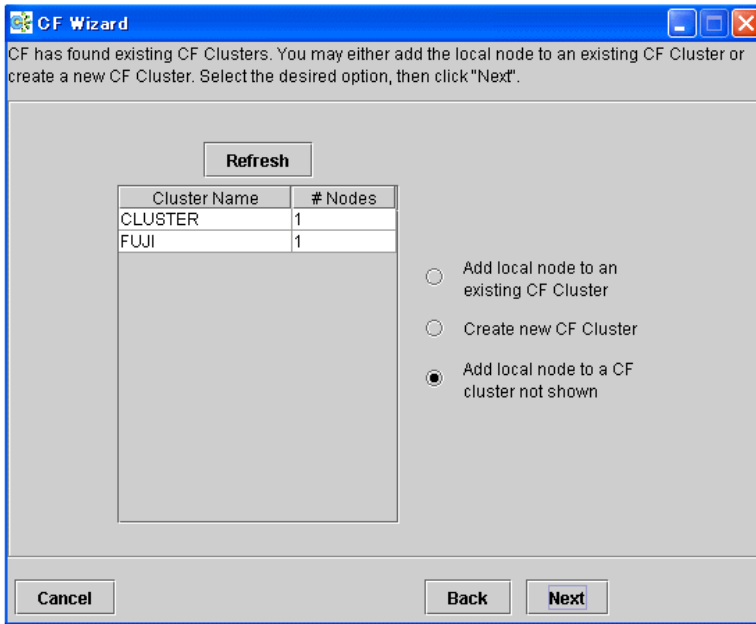 CF Wizard
CF has found existing CF Clusters. You may either add the local node to an existing CF Cluster or
create a new CF Cluster. Select the desired option, then click "Next".
Refresh
Cluster Name # Nodes
CLUSTER 1
FUJI 1
Add local node to an
existing CF Cluster
Create new CF Cluster
Add local node to a CF
cluster not shown
Cancel Back Next